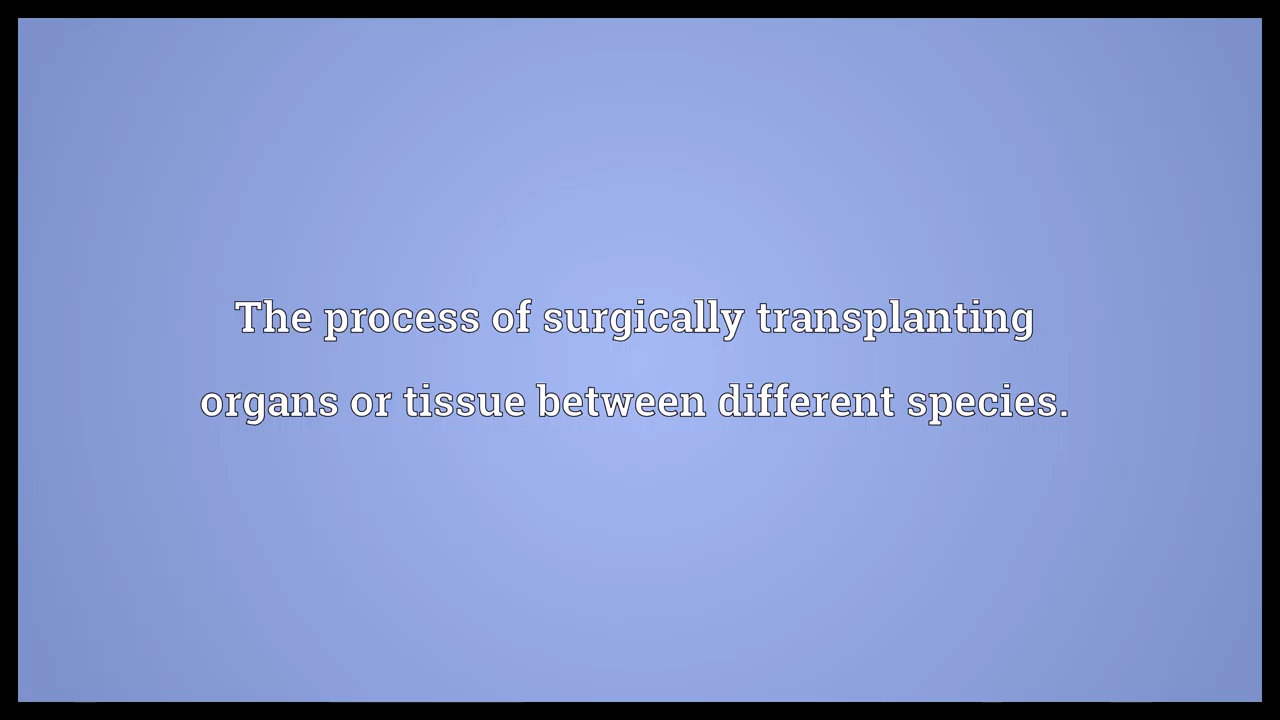 The process of surgically transplanting
organs or tissue between different species.